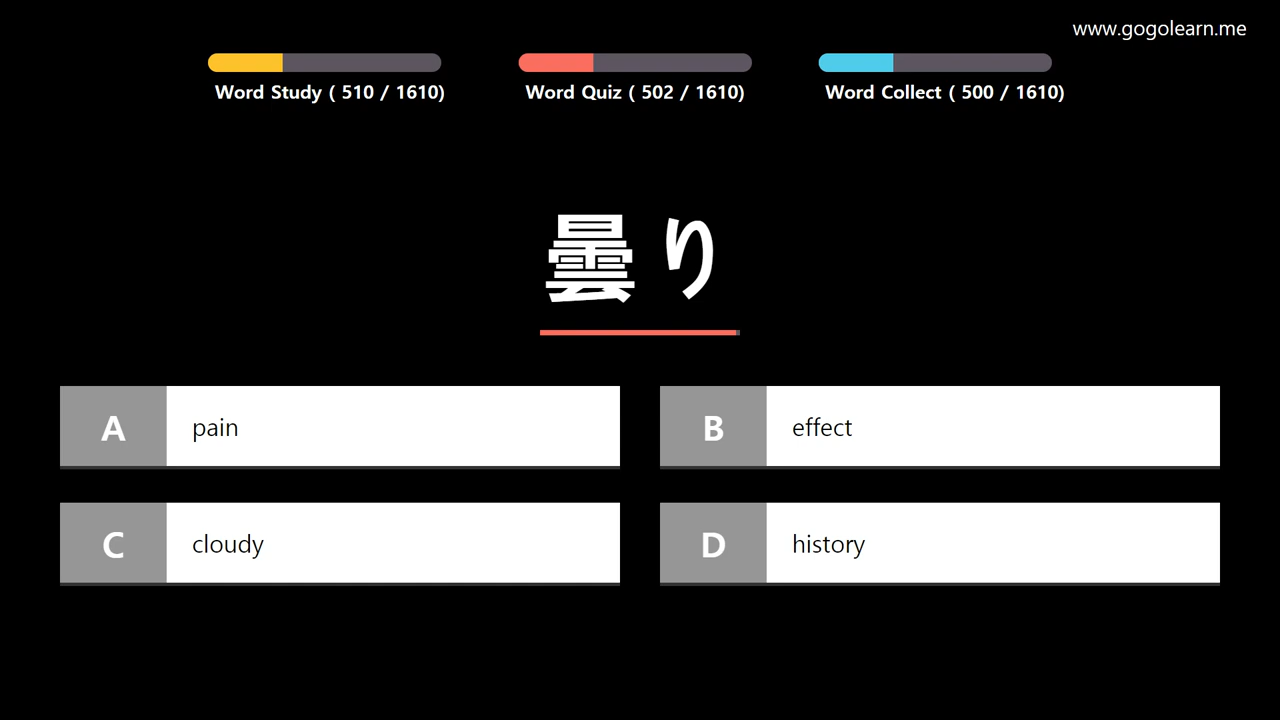 www.gogolearn.me
Word Study ( 510 / 1610)
Word Quiz ( 502 / 1610)
Word Collect ( 500 / 1610)
曇り
A pain
B effect
C cloudy
D history